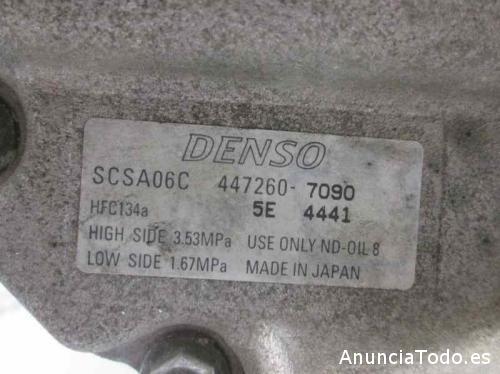 DENSO
SCSA06C 447260- 7090
HFC134a 5E 4441
HIGH SIDE 3.53MPa USE ONLY ND-OIL 8
LOW SIDE 1.67MPa MADE IN JAPAN
AnunciaTodo.es